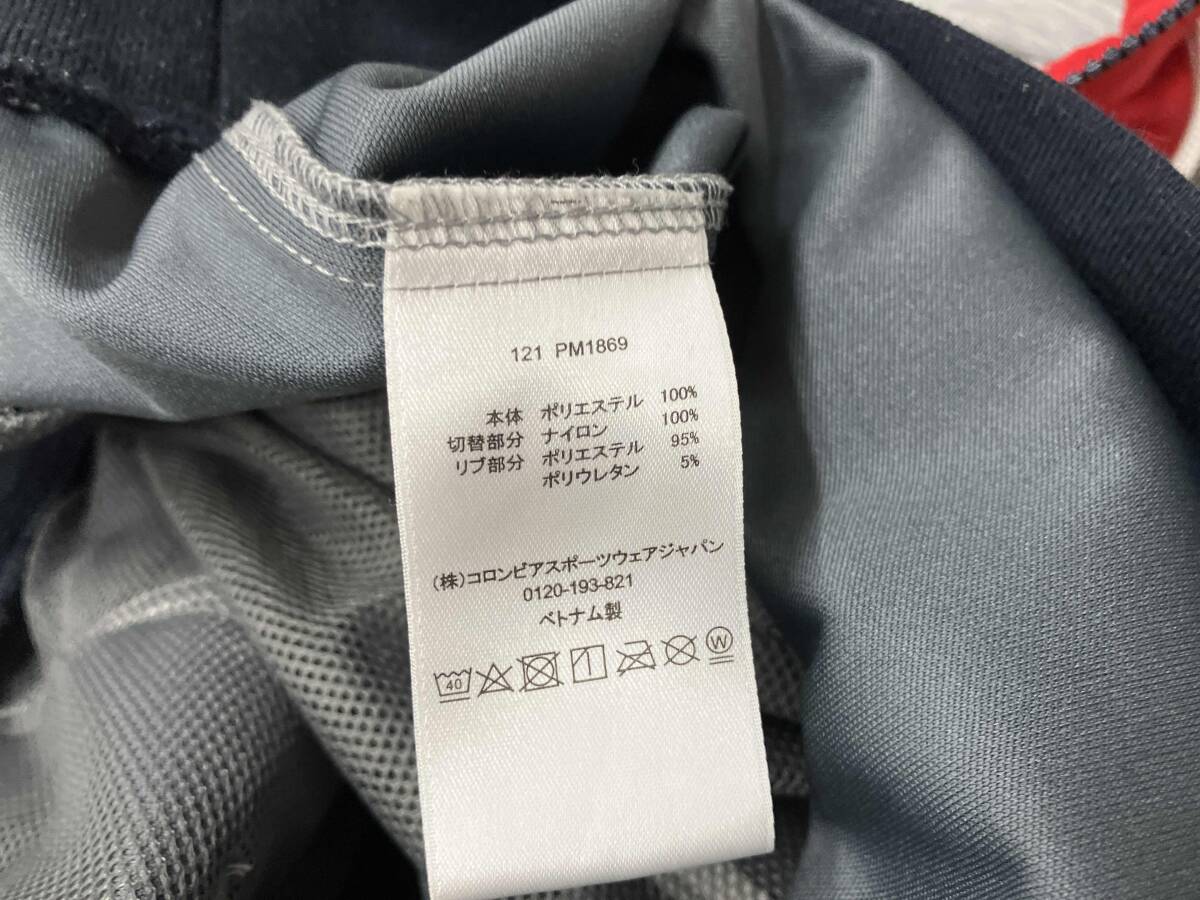 121 PM1869
本体 ポリエステル 100%
切替部分 ナイロン 100%
リブ部分 ポリエステル 95%
ポリウレタン 5%
(株)コロンビアスポーツウェアジャパン
0120-193-821
ベトナム製
40 W